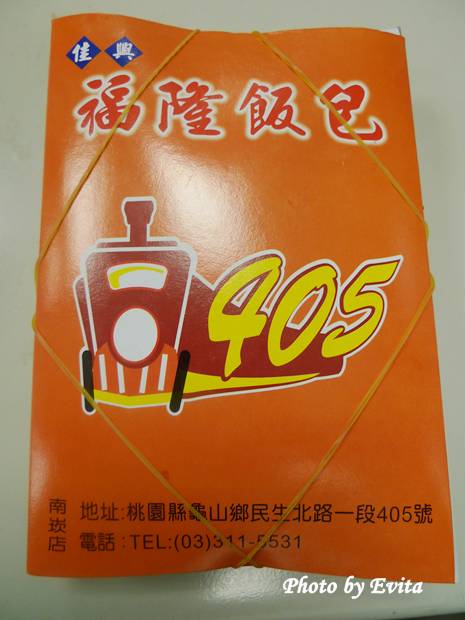 佳興
福隆飯包
405
南崁店
地址:桃園縣龜山鄉民生北路一段405號
電話:TEL:(03)311-5531
Photo by Evita